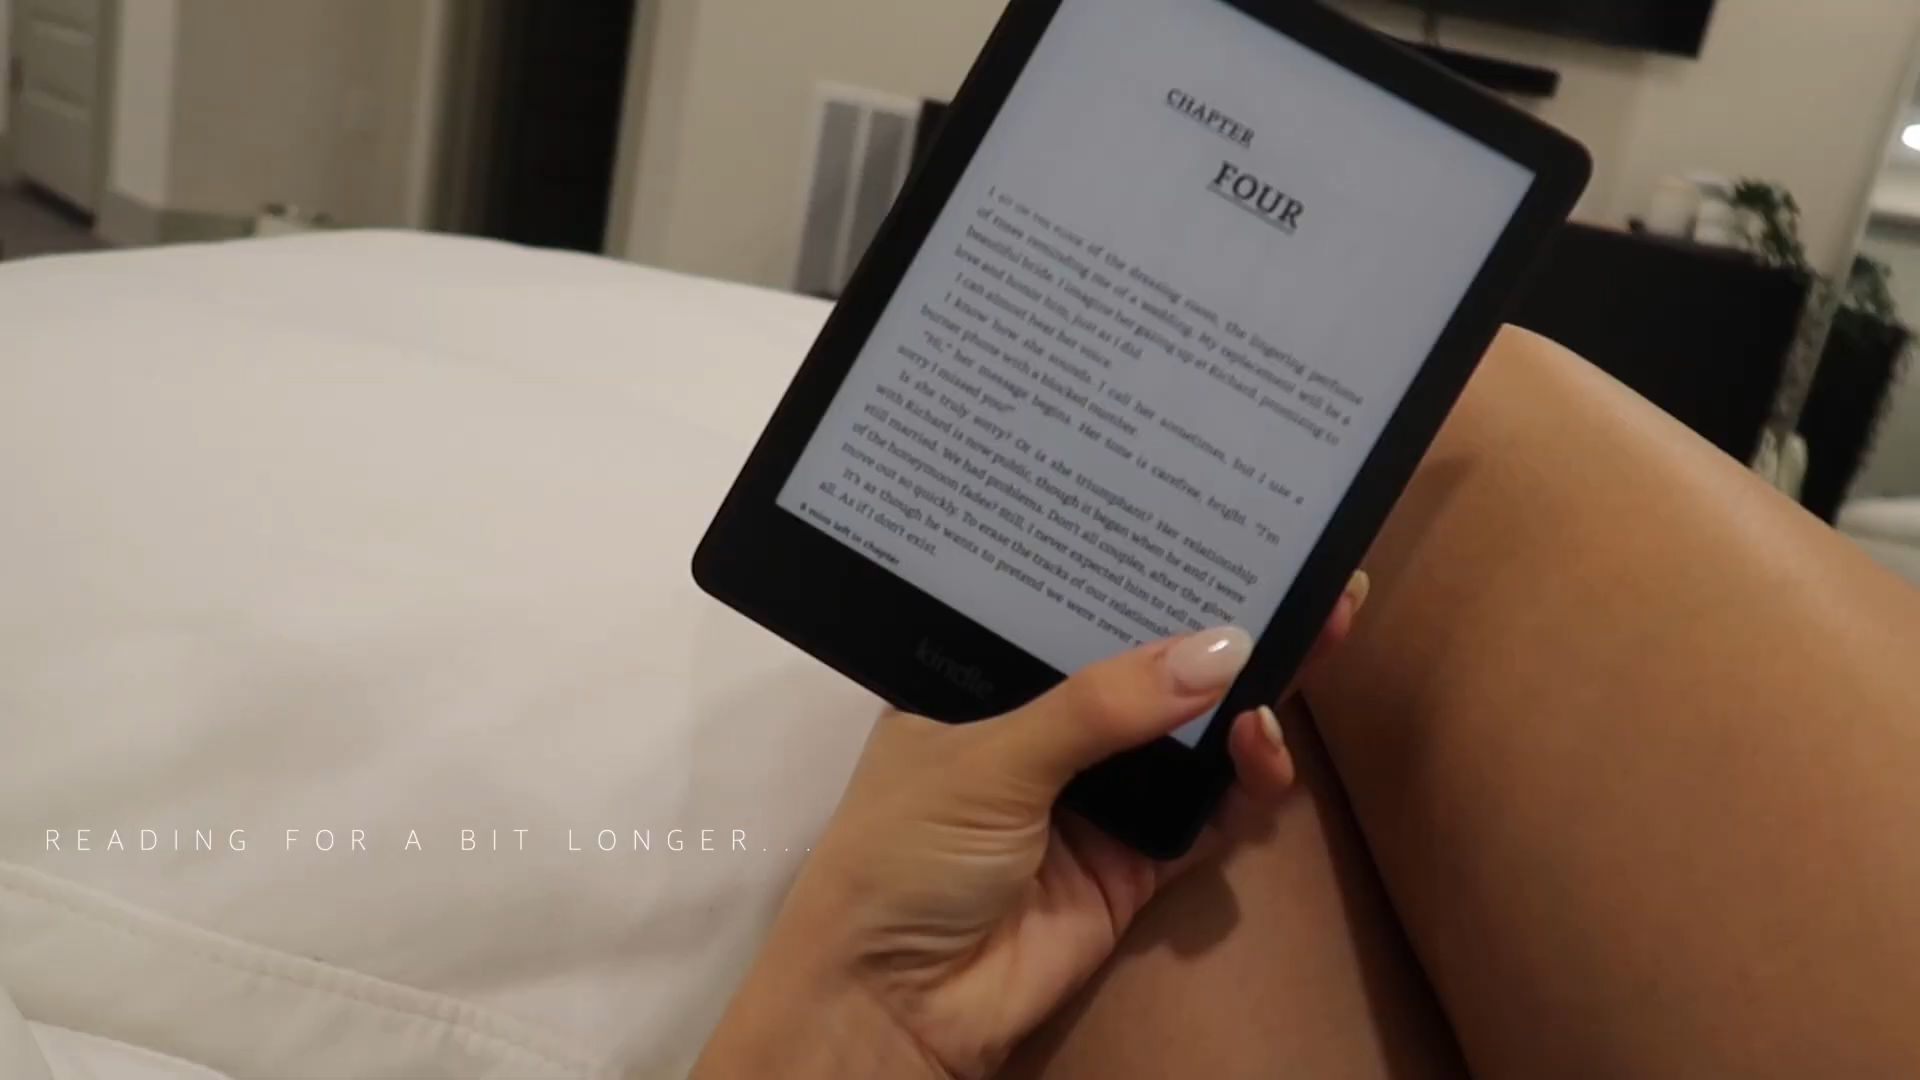 CHAPTER
FOUR
of the dressing room, the lingering perfume
of roses reminding me of a wedding. My replacement will be a
beautiful bride. I imagine her gazing up at Richard, promising to
love and honor him, just as I did.
I can almost hear her voice.
I know how she sounds. I call her sometimes, but I use a
burner phone with a blocked number.
“Hi,” her message begins. Her tone is carefree, bright. “I’m
sorry I missed you!”
Is she truly sorry? Or is she triumphant? Her relationship
with Richard is now public, though it began when he and I were
still married. We had problems. Don’t all couples, after the glow
of the honeymoon fades? Still, I never expected him to tell me
move out so quickly. To erase the tracks of our
It’s as though he wants to pretend we were never
all. As if I don’t exist.
mins left in chapter
kindle
READING FOR A BIT LONGER...